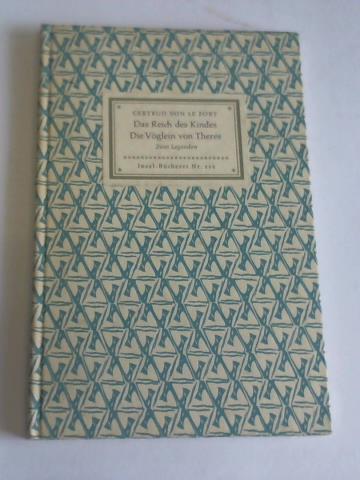 GERTRUD VON LE FORT
Das Reich des Kindes
Die Vöglein von Theres
Zwei Legenden
Insel-Bücherei Nr.